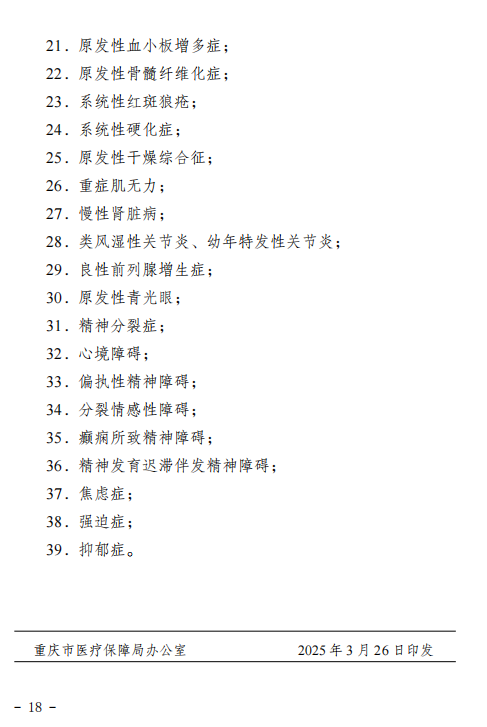 21．原发性血小板增多症；
22．原发性骨髓纤维化症；
23．系统性红斑狼疮；
24．系统性硬化症；
25．原发性干燥综合征；
26．重症肌无力；
27．慢性肾脏病；
28．类风湿性关节炎、幼年特发性关节炎；
29．良性前列腺增生症；
30．原发性青光眼；
31．精神分裂症；
32．心境障碍；
33．偏执性精神障碍；
34．分裂情感性障碍；
35．癫痫所致精神障碍；
36．精神发育迟滞伴发精神障碍；
37．焦虑症；
38．强迫症；
39．抑郁症。
重庆市医疗保障局办公室 2025年3月26日印发
- 18 -